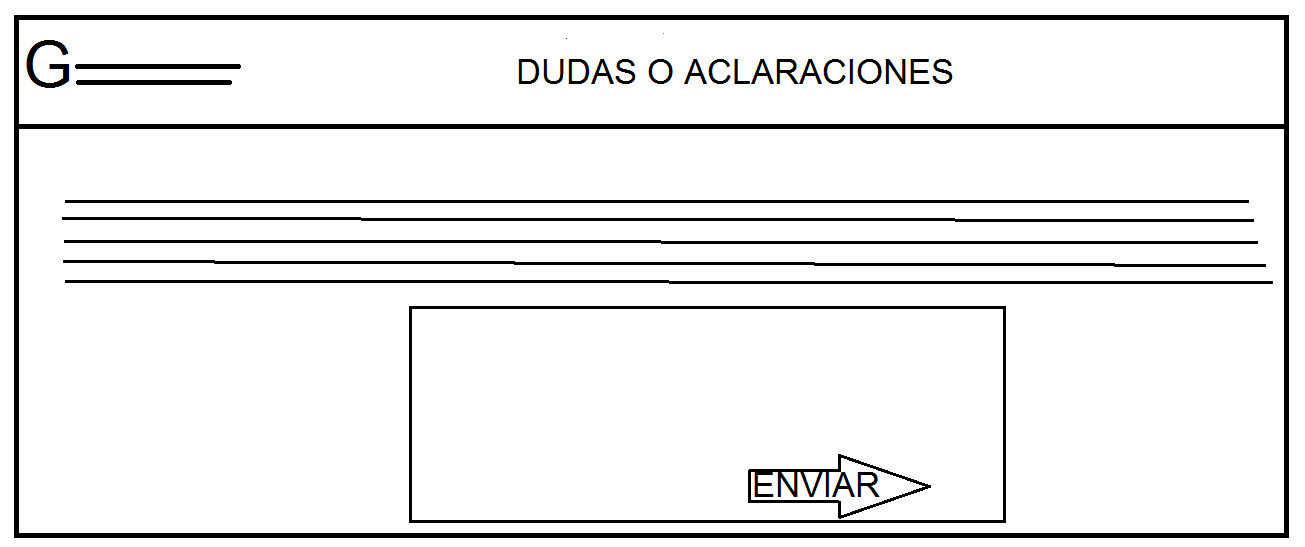 G
DUDAS O ACLARACIONES
ENVIAR